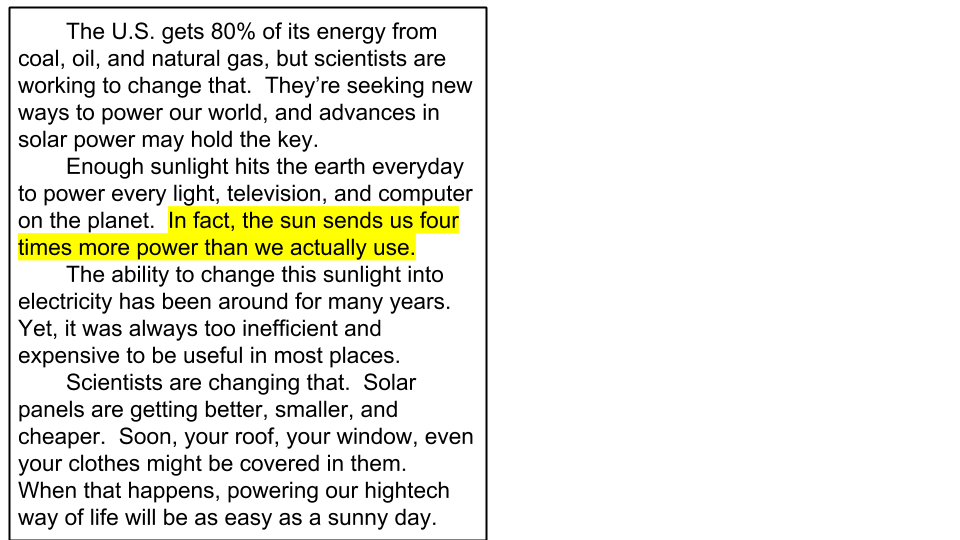 The U.S. gets 80% of its energy from
coal, oil, and natural gas, but scientists are
working to change that.  They’re seeking new
ways to power our world, and advances in
solar power may hold the key.
Enough sunlight hits the earth everyday
to power every light, television, and computer
on the planet.  In fact, the sun sends us four
times more power than we actually use.
The ability to change this sunlight into
electricity has been around for many years.
Yet, it was always too inefficient and
expensive to be useful in most places.
Scientists are changing that.  Solar
panels are getting better, smaller, and
cheaper.  Soon, your roof, your window, even
your clothes might be covered in them.
When that happens, powering our hightech
way of life will be as easy as a sunny day.